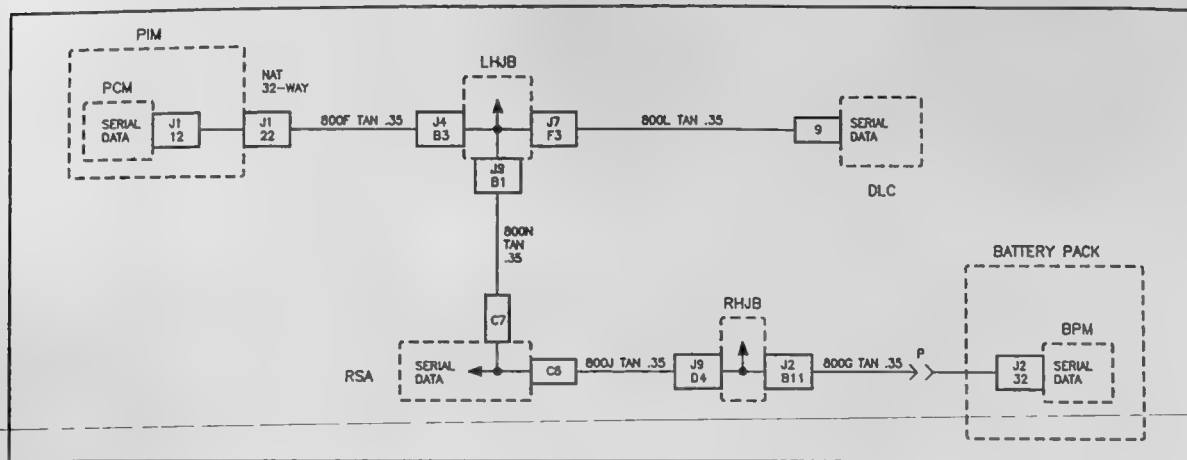 PIM
PCM
SERIAL
DATA
J1
12
NAT
32-WAY
J1
22
800F TAN .35
J4
B3
LHJB
J7
F3
800L TAN .35
9
SERIAL
DATA
DLC
J9
B1
800N
TAN
.35
C7
RSA
SERIAL
DATA
C6
800J TAN .35
J9
D4
RHJB
J2
B11
800G TAN .35
P
BATTERY PACK
BPM
J2
32
SERIAL
DATA